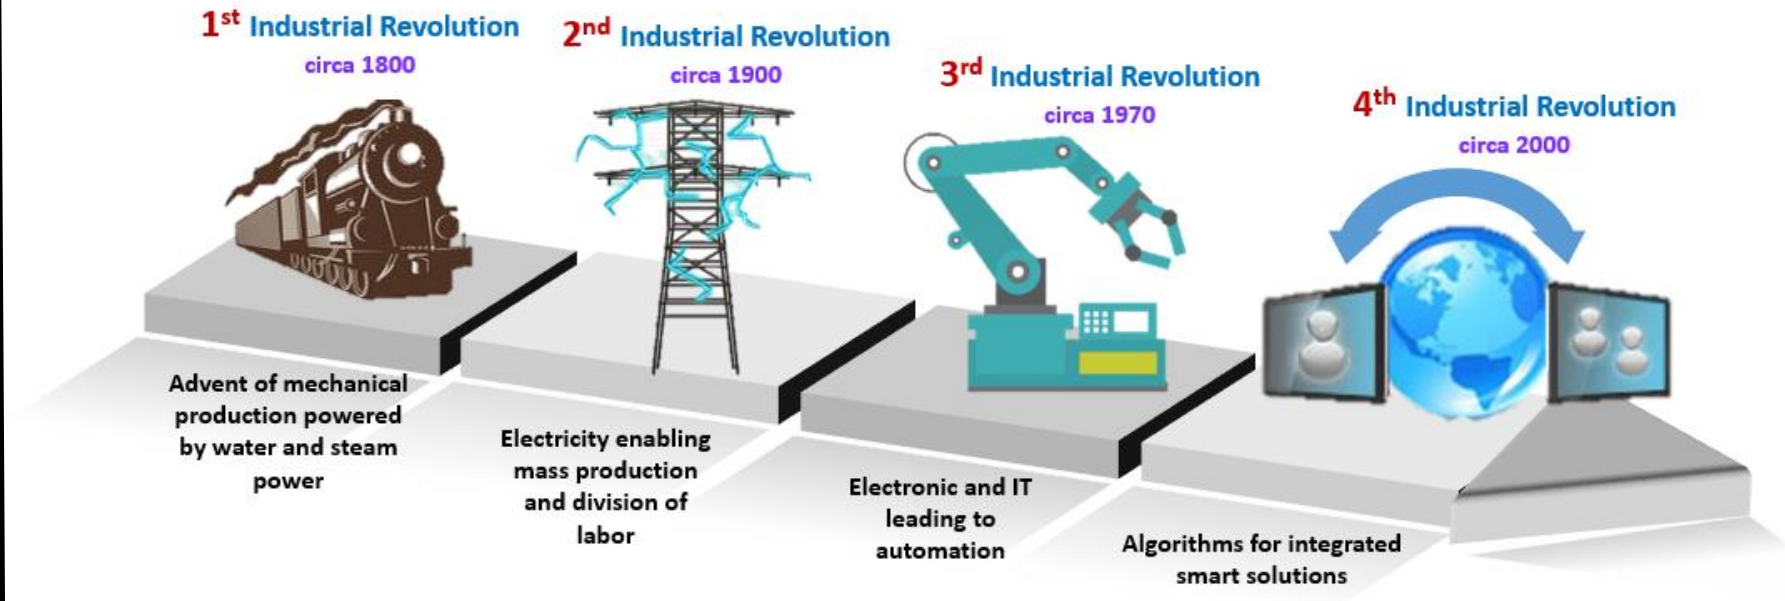 1st Industrial Revolution
circa 1800
Advent of mechanical
production powered
by water and steam
power
2nd Industrial Revolution
circa 1900
Electricity enabling
mass production
and division of
labor
3rd Industrial Revolution
circa 1970
Electronic and IT
leading to
automation
4th Industrial Revolution
circa 2000
Algorithms for integrated
smart solutions